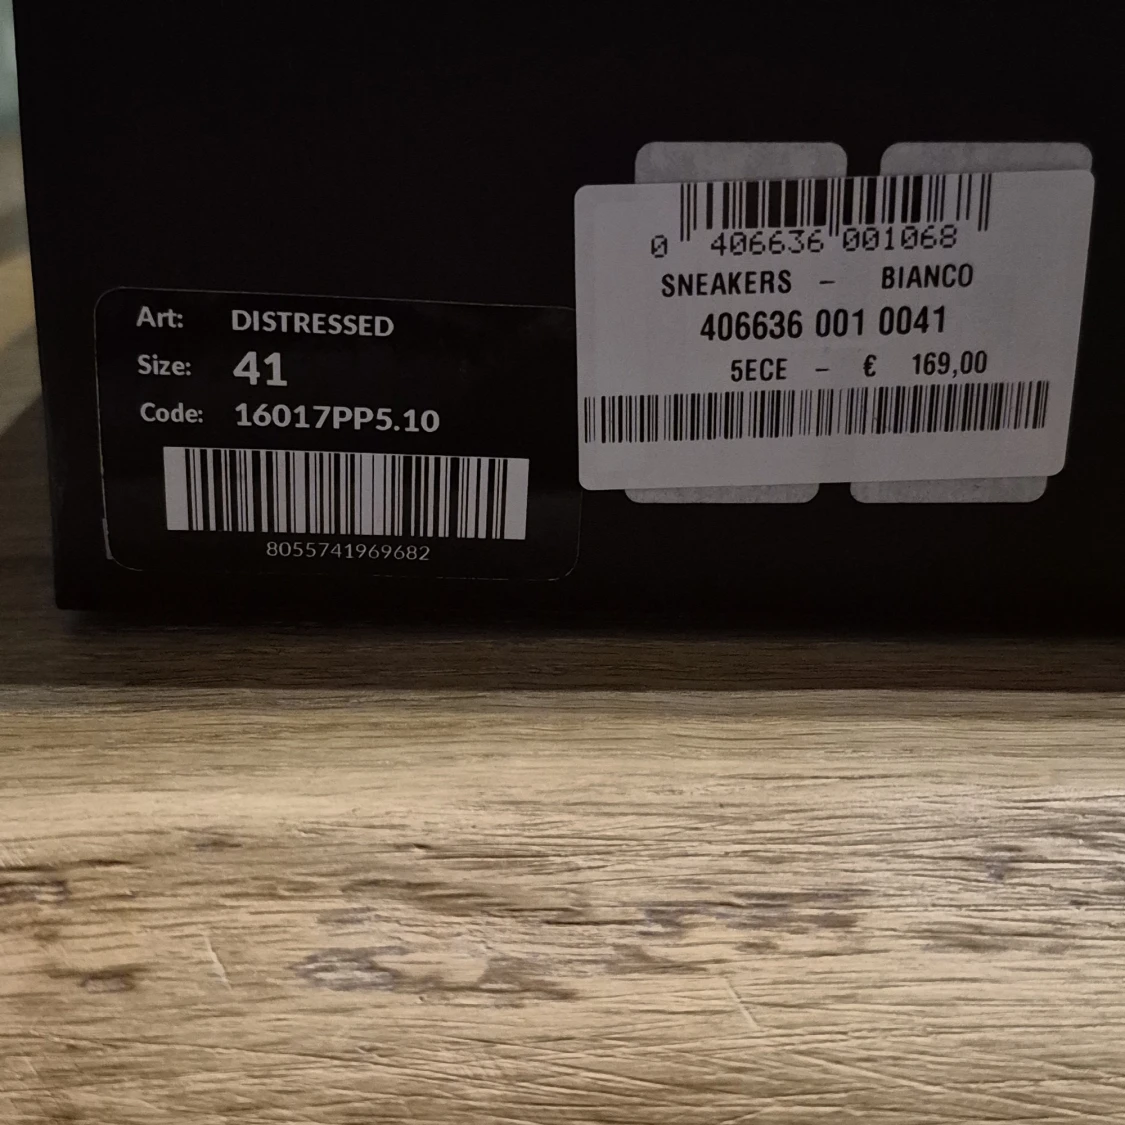 Art: DISTRESSED
Size: 41
Code: 16017PP5.10
8055741969682
0 406636 001068
SNEAKERS - BIANCO
406636 001 0041
5ECE - € 169,00